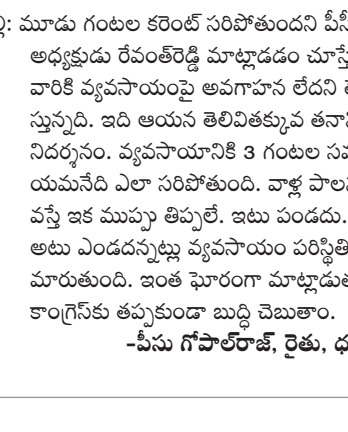 ల్లి: మూడు గంటల కరెంట్ సరిపోతుందని పీసీ
అధ్యక్షుడు రేవంత్‌రెడ్డి మాట్లాడడం చూస్తే
వారికి వ్యవసాయంపై అవగాహన లేదని తె
స్తున్నది. ఇది ఆయన తెలివితక్కువ తనా
నిదర్శనం. వ్యవసాయానికి 3 గంటల సమ
యమనేది ఎలా సరిపోతుంది. వాళ్ల పాల
వస్తే ఇక ముప్పు తిప్పలే. ఇటు పండదు.
అటు ఎండదన్నట్లు వ్యవసాయం పరిస్థితి
మారుతుంది. ఇంత ఘోరంగా మాట్లాడుత
కాంగ్రెస్‌కు తప్పకుండా బుద్ధి చెబుతాం.
-పీసు గోపాల్‌రాజ్, రైతు, ధ